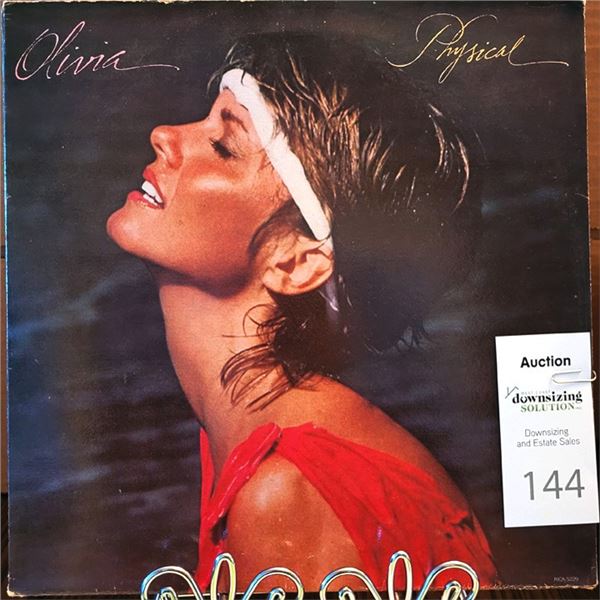 Olivia
Physical
Auction
downsizing
SOLUTION
Downsizing
and Estate Sales
144